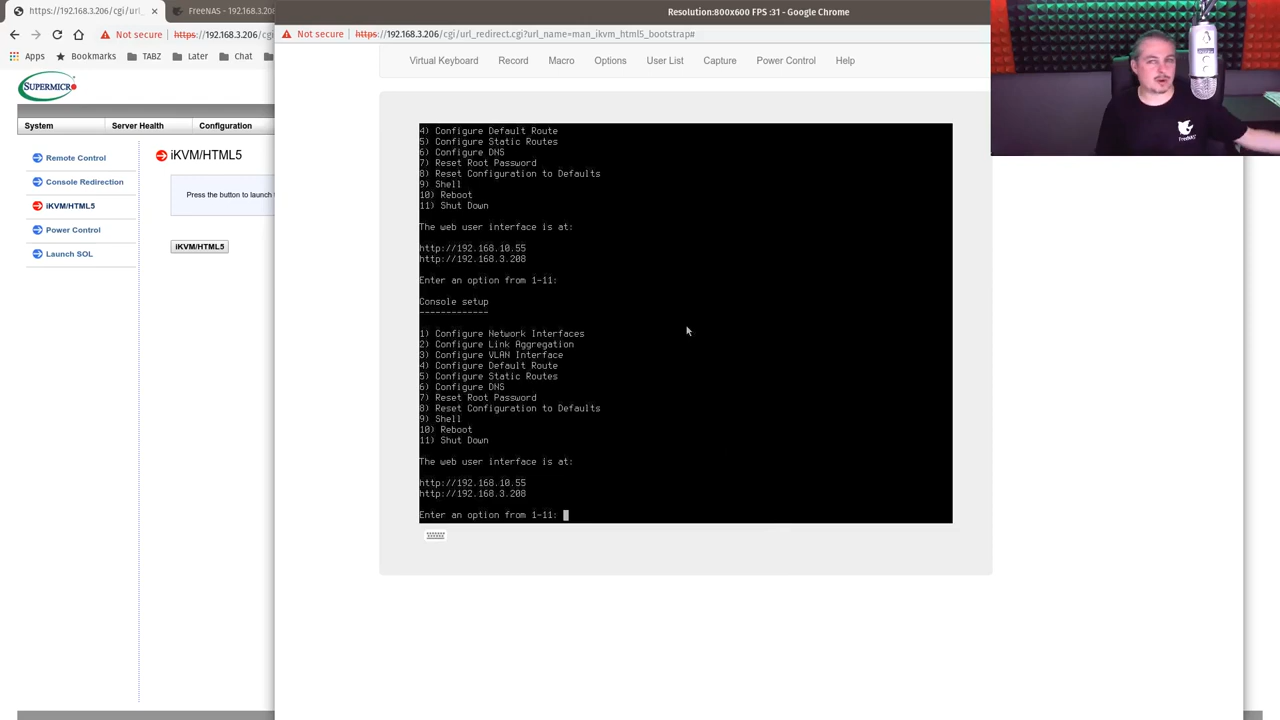 https://192.168.3.206/cgi/url_
FreeNAS - 192.168.3.208
Resolution:800x600 FPS :31 - Google Chrome
Not secure
https://192.168.3.206/cgi
Not secure
https://192.168.3.206/cgi/url_redirect.cgi?url_name=man_ikvm_html5_bootstrap#
Apps
Bookmarks
TABZ
Later
Chat
Virtual Keyboard
Record
Macro
Options
User List
Capture
Power Control
Help
SUPERMICR
System
Server Health
Configuration
Remote Control
Console Redirection
iKVM/HTML5
Power Control
Launch SOL
iKVM/HTML5
Press the button to launch
iKVM/HTML5
4) Configure Default Route
5) Configure Static Routes
6) Configure DNS
7) Reset Root Password
8) Reset Configuration to Defaults
9) Shell
10) Reboot
11) Shut Down
The web user interface is at:
http://192.168.10.55
http://192.168.3.208
Enter an option from 1-11:
Console setup
-------------
1) Configure Network Interfaces
2) Configure Link Aggregation
3) Configure VLAN Interface
4) Configure Default Route
5) Configure Static Routes
6) Configure DNS
7) Reset Root Password
8) Reset Configuration to Defaults
9) Shell
10) Reboot
11) Shut Down
The web user interface is at:
http://192.168.10.55
http://192.168.3.208
Enter an option from 1-11:
FreeNAS